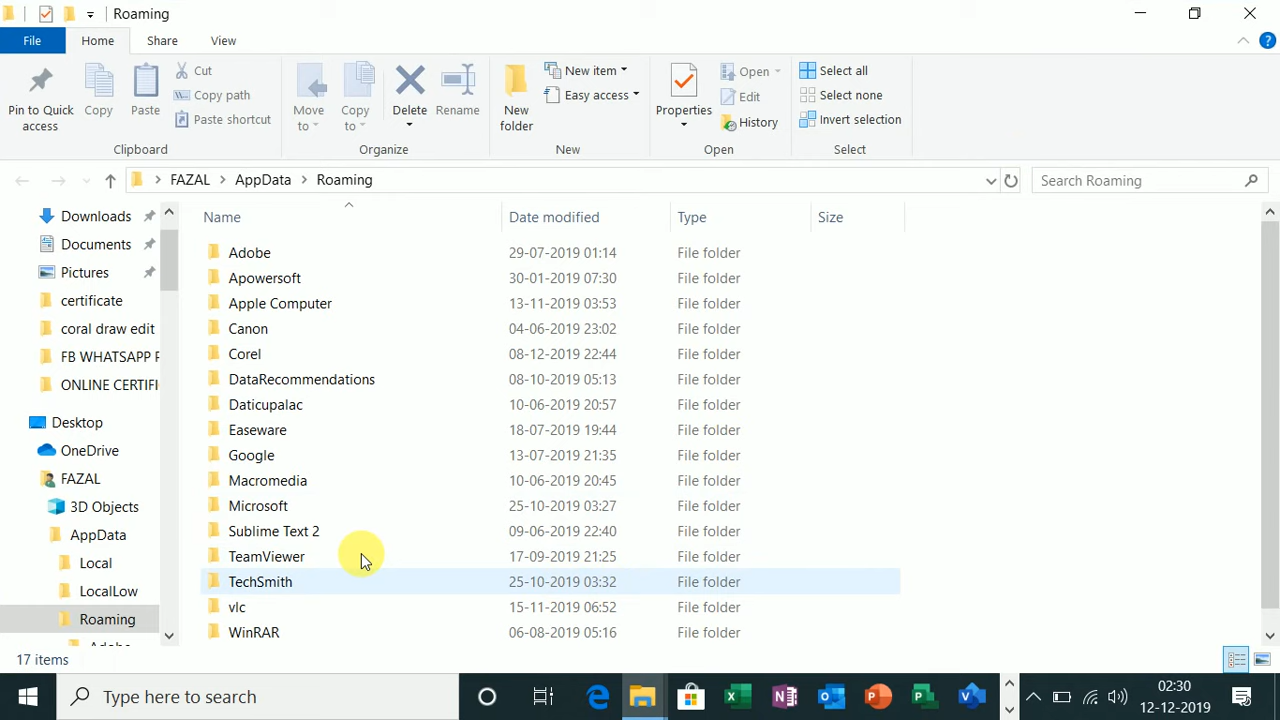 Roaming
File Home Share View
Pin to Quick access
Copy
Paste
Cut
Copy path
Paste shortcut
Clipboard
Move to
Copy to
Delete
Rename
Organize
New folder
New item
Easy access
New
Properties
Open
Edit
History
Open
Select all
Select none
Invert selection
Select
FAZAL > AppData > Roaming
Search Roaming
Downloads
Documents
Pictures
certificate
coral draw edit
FB WHATSAPP
ONLINE CERTIFI
Desktop
OneDrive
FAZAL
3D Objects
AppData
Local
LocalLow
Roaming
Name Date modified Type Size
Adobe 29-07-2019 01:14 File folder
Apowersoft 30-01-2019 07:30 File folder
Apple Computer 13-11-2019 03:53 File folder
Canon 04-06-2019 23:02 File folder
Corel 08-12-2019 22:44 File folder
DataRecommendations 08-10-2019 05:13 File folder
Daticupalac 10-06-2019 20:57 File folder
Easeware 18-07-2019 19:44 File folder
Google 13-07-2019 21:35 File folder
Macromedia 10-06-2019 20:45 File folder
Microsoft 25-10-2019 03:27 File folder
Sublime Text 2 09-06-2019 22:40 File folder
TeamViewer 17-09-2019 21:25 File folder
TechSmith 25-10-2019 03:32 File folder
vlc 15-11-2019 06:52 File folder
WinRAR 06-08-2019 05:16 File folder
17 items
Type here to search
02:30
12-12-2019